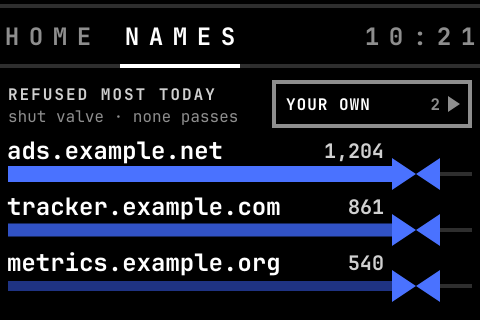 HOME NAMES 10:21
REFUSED MOST TODAY
shut valve · none passes
YOUR OWN 2
ads.example.net 1,204
tracker.example.com 861
metrics.example.org 540